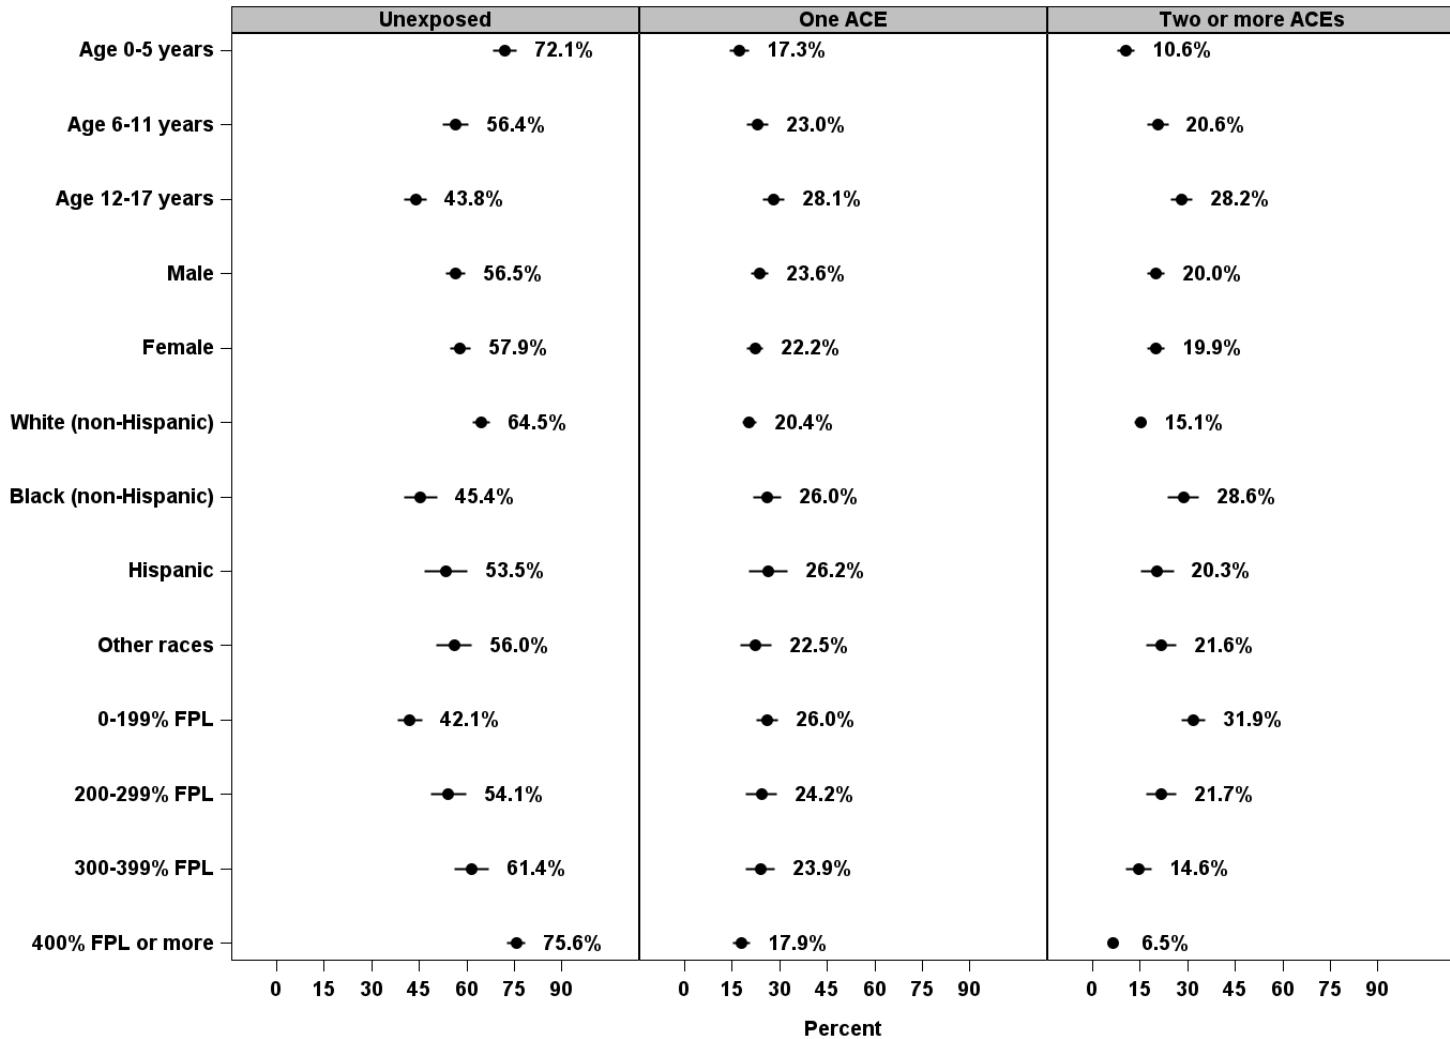 Unexposed One ACE Two or more ACEs
Age 0-5 years 72.1% 17.3% 10.6%
Age 6-11 years 56.4% 23.0% 20.6%
Age 12-17 years 43.8% 28.1% 28.2%
Male 56.5% 23.6% 20.0%
Female 57.9% 22.2% 19.9%
White (non-Hispanic) 64.5% 20.4% 15.1%
Black (non-Hispanic) 45.4% 26.0% 28.6%
Hispanic 53.5% 26.2% 20.3%
Other races 56.0% 22.5% 21.6%
0-199% FPL 42.1% 26.0% 31.9%
200-299% FPL 54.1% 24.2% 21.7%
300-399% FPL 61.4% 23.9% 14.6%
400% FPL or more 75.6% 17.9% 6.5%
0 15 30 45 60 75 90 0 15 30 45 60 75 90 0 15 30 45 60 75 90
Percent